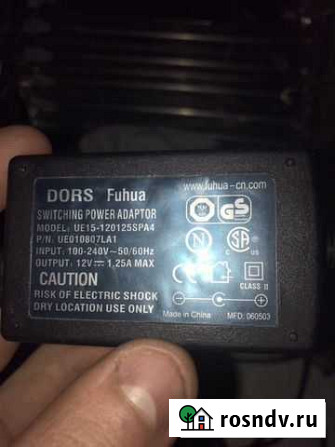 DORS Fuhua
www.fuhua-cn.com
SWITCHING POWER ADAPTOR
MODEL: UE15-120125SPA4
P/N: UE010807LA1
INPUT: 100-240V~50/60Hz
OUTPUT: 12V⎓1.25A MAX
CAUTION
RISK OF ELECTRIC SHOCK
DRY LOCATION USE ONLY
GS
N
CLASS II
Made in China
MFD: 060503
rosndv.ru